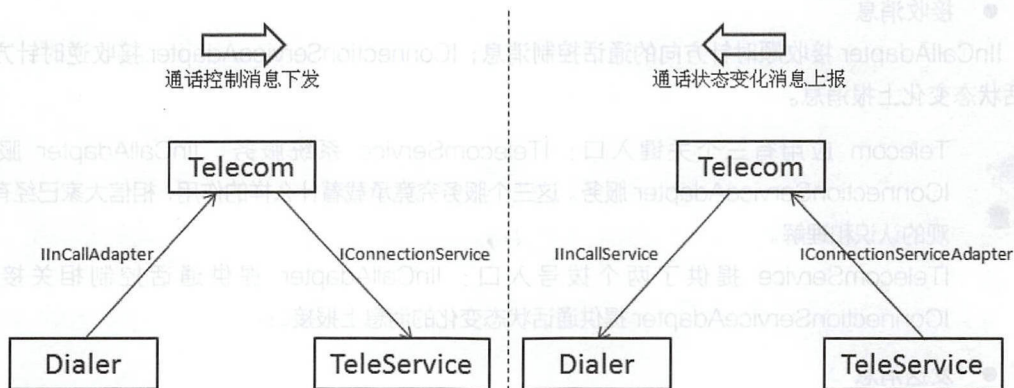 通话控制消息下发
Telecom
IInCallAdapter
IConnectionService
Dialer
TeleService
通话状态变化消息上报
Telecom
IInCallService
IConnectionServiceAdapter
Dialer
TeleService